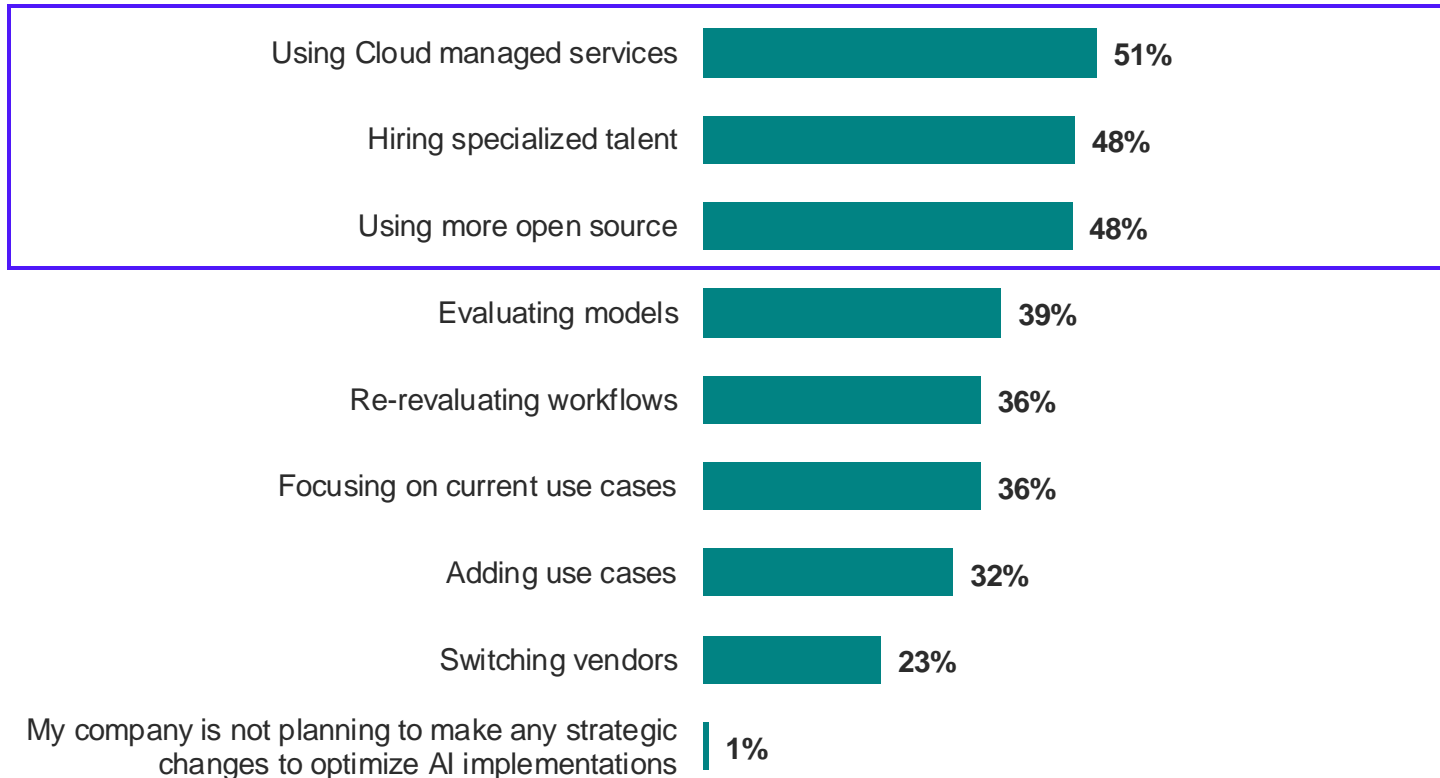 Using Cloud managed services 51%
Hiring specialized talent 48%
Using more open source 48%
Evaluating models 39%
Re-revaluating workflows 36%
Focusing on current use cases 36%
Adding use cases 32%
Switching vendors 23%
My company is not planning to make any strategic
changes to optimize AI implementations 1%